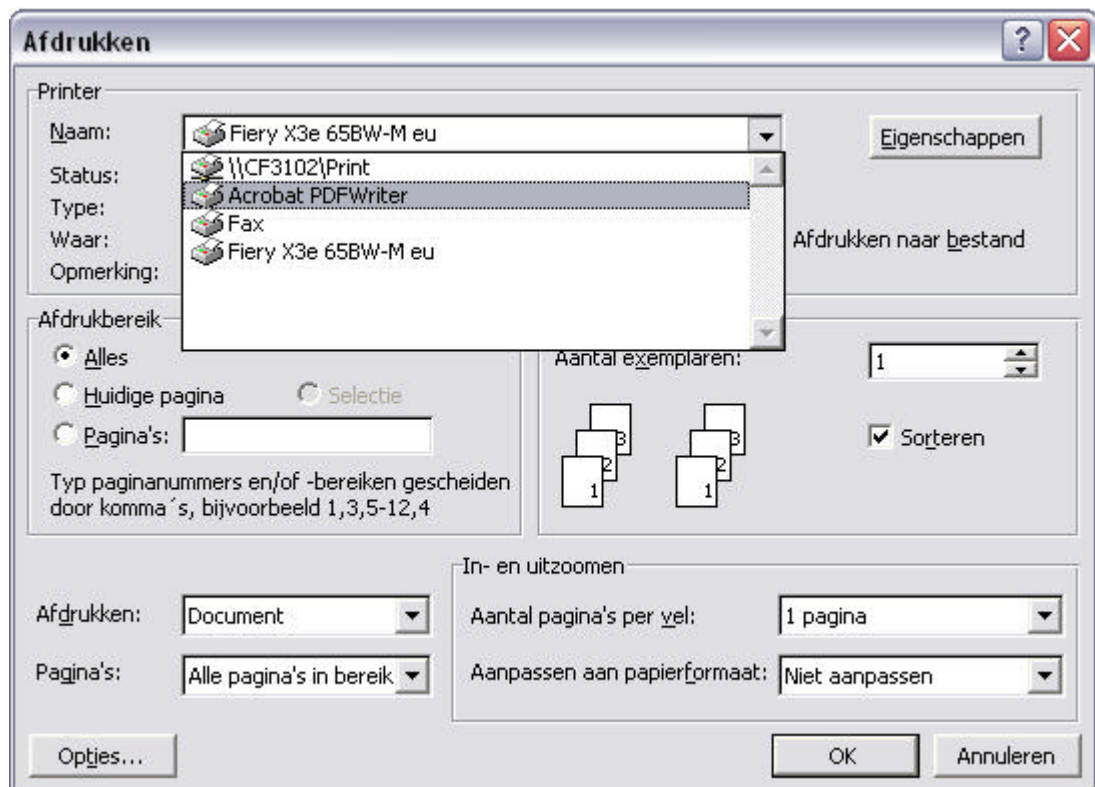 Afdrukken
Printer
Naam: Fiery X3e 65BW-M eu Eigenschappen
\\CF3102\Print
Status:
Acrobat PDFWriter
Type:
Fax
Waar: Afdrukken naar bestand
Fiery X3e 65BW-M eu
Opmerking:
Afdrukbereik
Alles Aantal exemplaren: 1
Huidige pagina Selectie
Pagina's: Sorteren
3 3
2 2
1 1
Typ paginanummers en/of -bereiken gescheiden
door komma´s, bijvoorbeeld 1,3,5-12,4
In- en uitzoomen
Afdrukken: Document Aantal pagina's per vel: 1 pagina
Pagina's: Alle pagina's in bereik Aanpassen aan papierformaat: Niet aanpassen
Opties... OK Annuleren